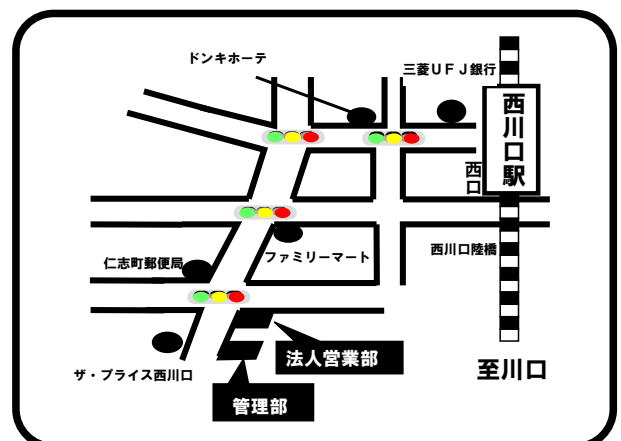 ドンキホーテ
三菱UFJ銀行
西川口駅
西口
仁志町郵便局
ファミリーマート
西川口陸橋
法人営業部
ザ・プライス西川口
至川口
管理部